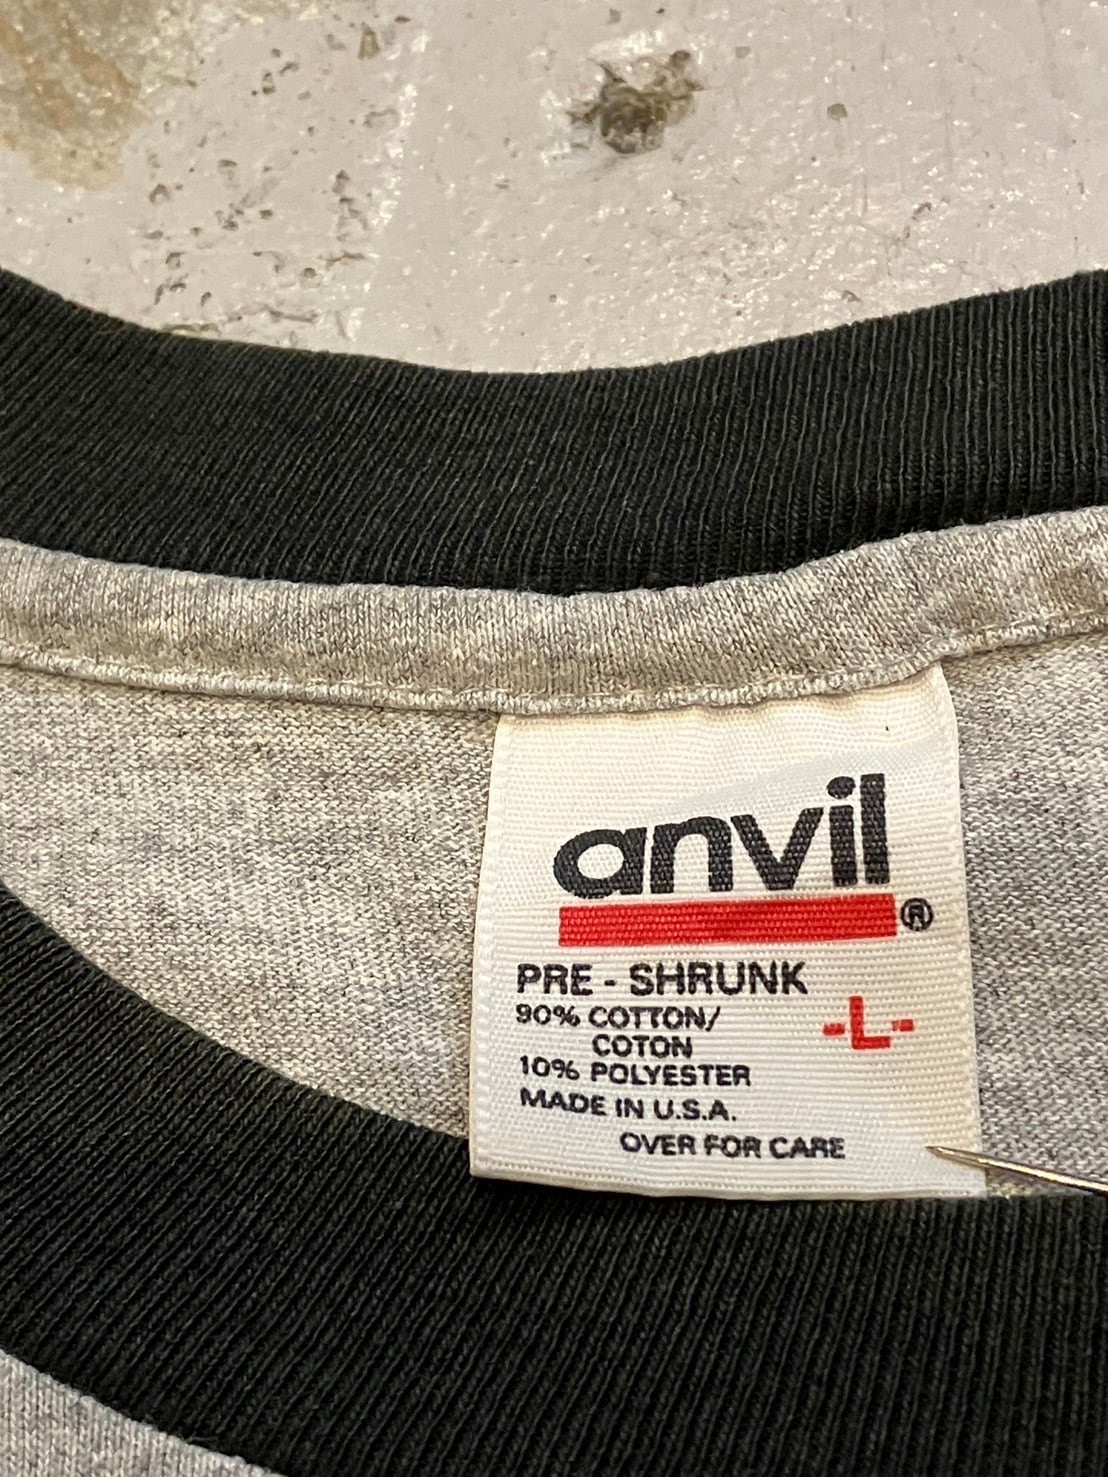 anvil®
PRE - SHRUNK
90% COTTON/
COTON
-L-
10% POLYESTER
MADE IN U.S.A.
OVER FOR CARE